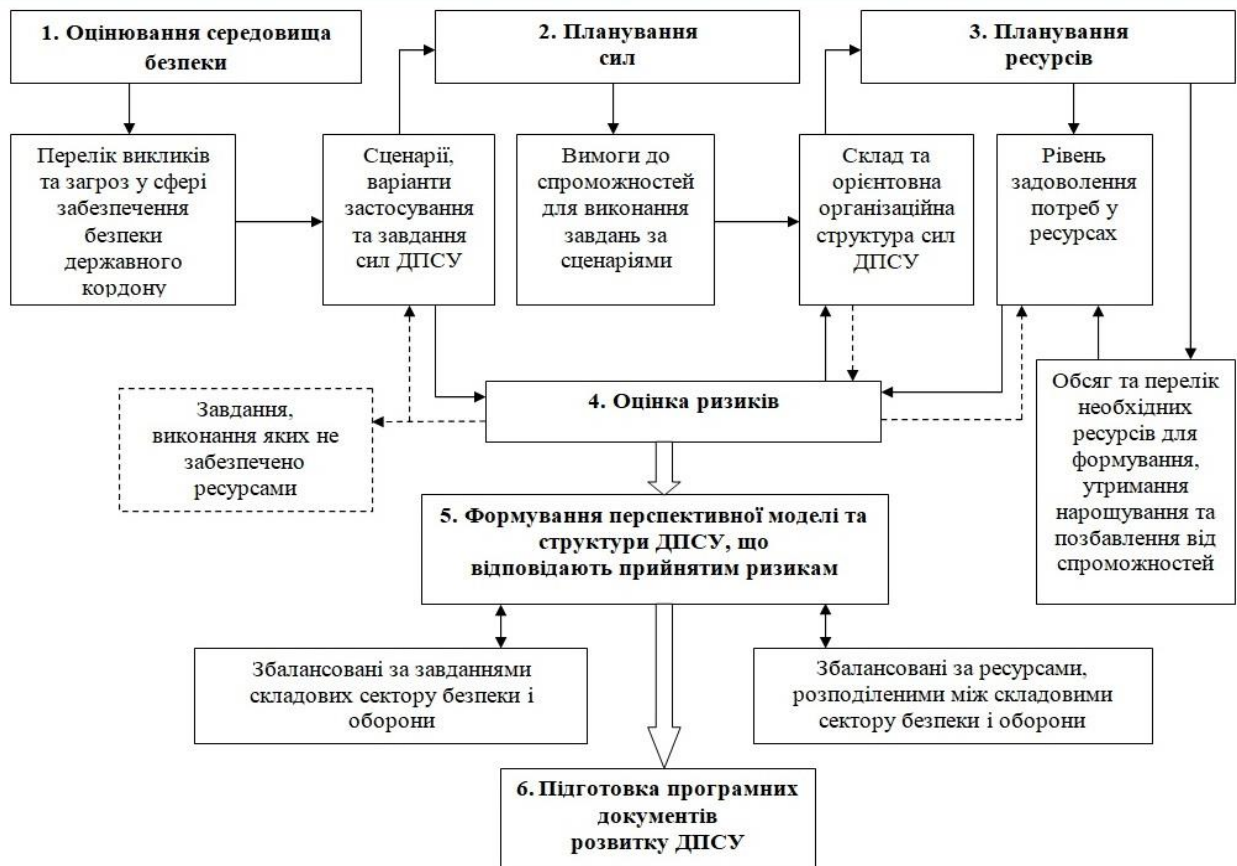 1. Оцінювання середовища
безпеки
2. Планування
сил
3. Планування
ресурсів
Перелік викликів
та загроз у сфері
забезпечення
безпеки
державного
кордону
Сценарії,
варіанти
застосування
та завдання
сил ДПСУ
Вимоги до
спроможностей
для виконання
завдань за
сценаріями
Склад та
орієнтовна
організаційна
структура сил
ДПСУ
Рівень
задоволення
потреб у
ресурсах
Завдання,
виконання яких не
забезпечено
ресурсами
4. Оцінка ризиків
Обсяг та перелік
необхідних
ресурсів для
формування,
утримання
нарощування та
позбавлення від
спроможностей
5. Формування перспективної моделі та
структури ДПСУ, що
відповідають прийнятим ризикам
Збалансовані за завданнями
складових сектору безпеки і
оборони
Збалансовані за ресурсами,
розподіленими між складовими
сектору безпеки і оборони
6. Підготовка програмних
документів
розвитку ДПСУ